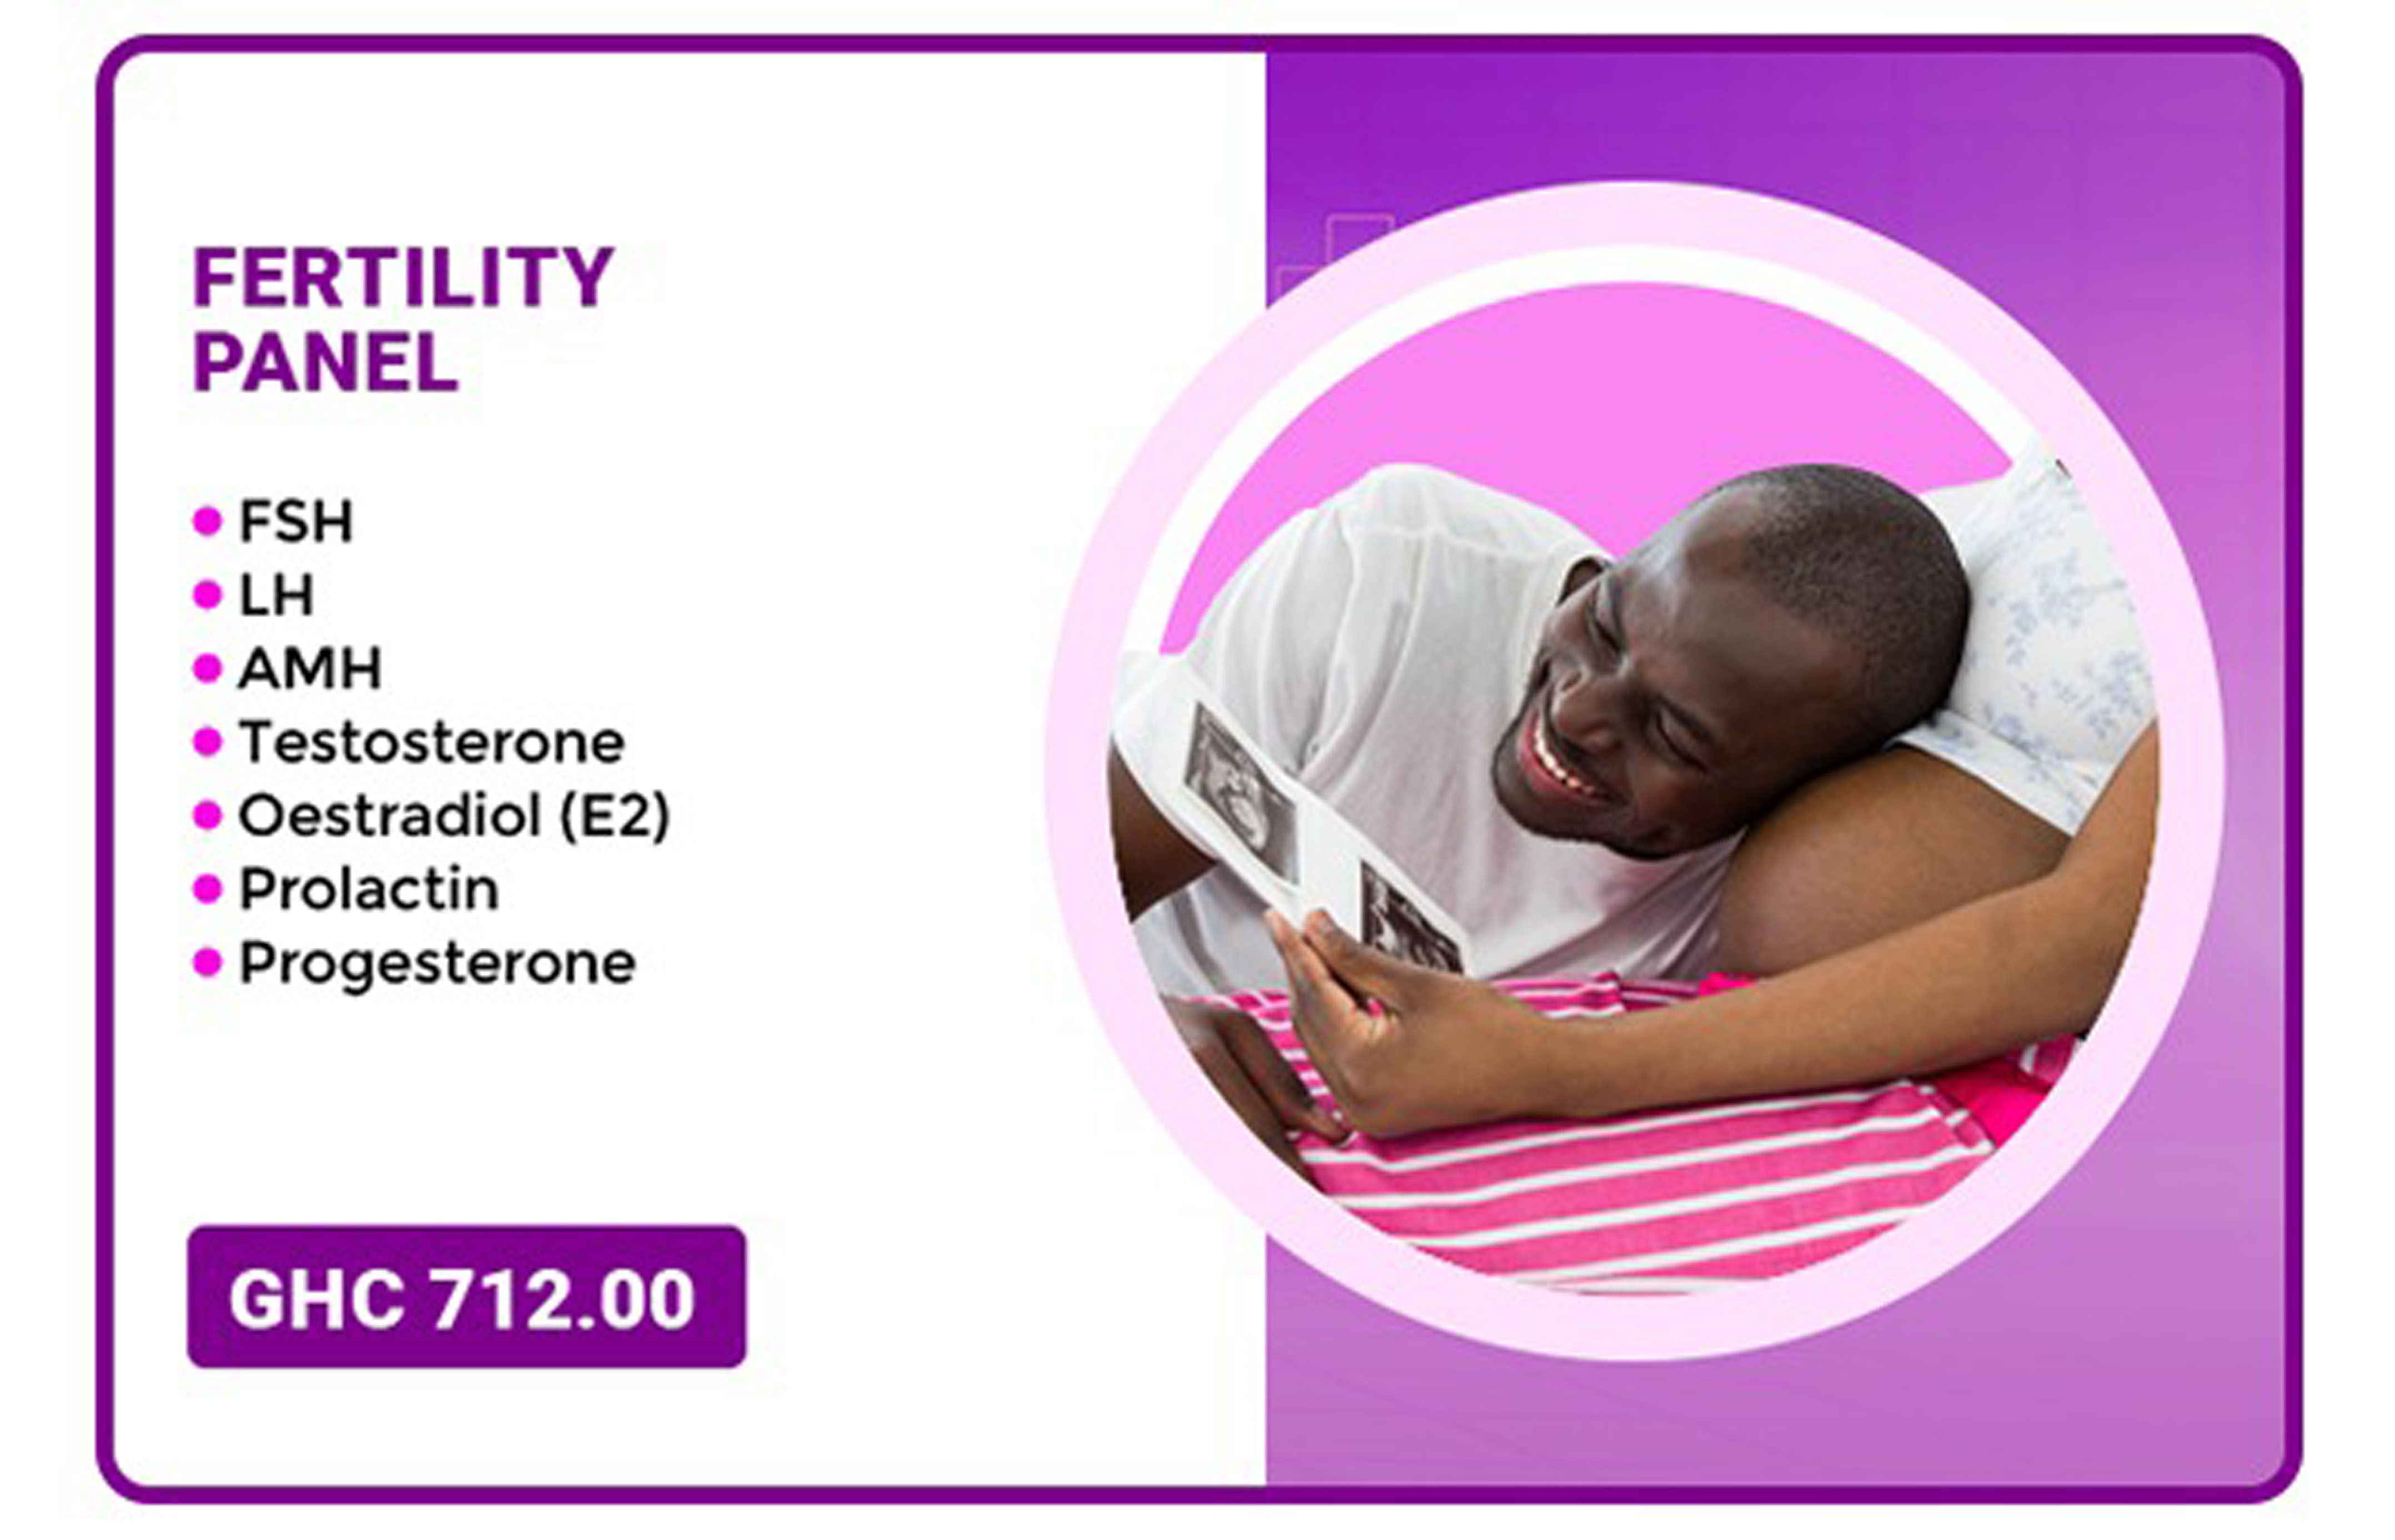 FERTILITY
PANEL
FSH
LH
AMH
Testosterone
Oestradiol (E2)
Prolactin
Progesterone
GHC 712.00